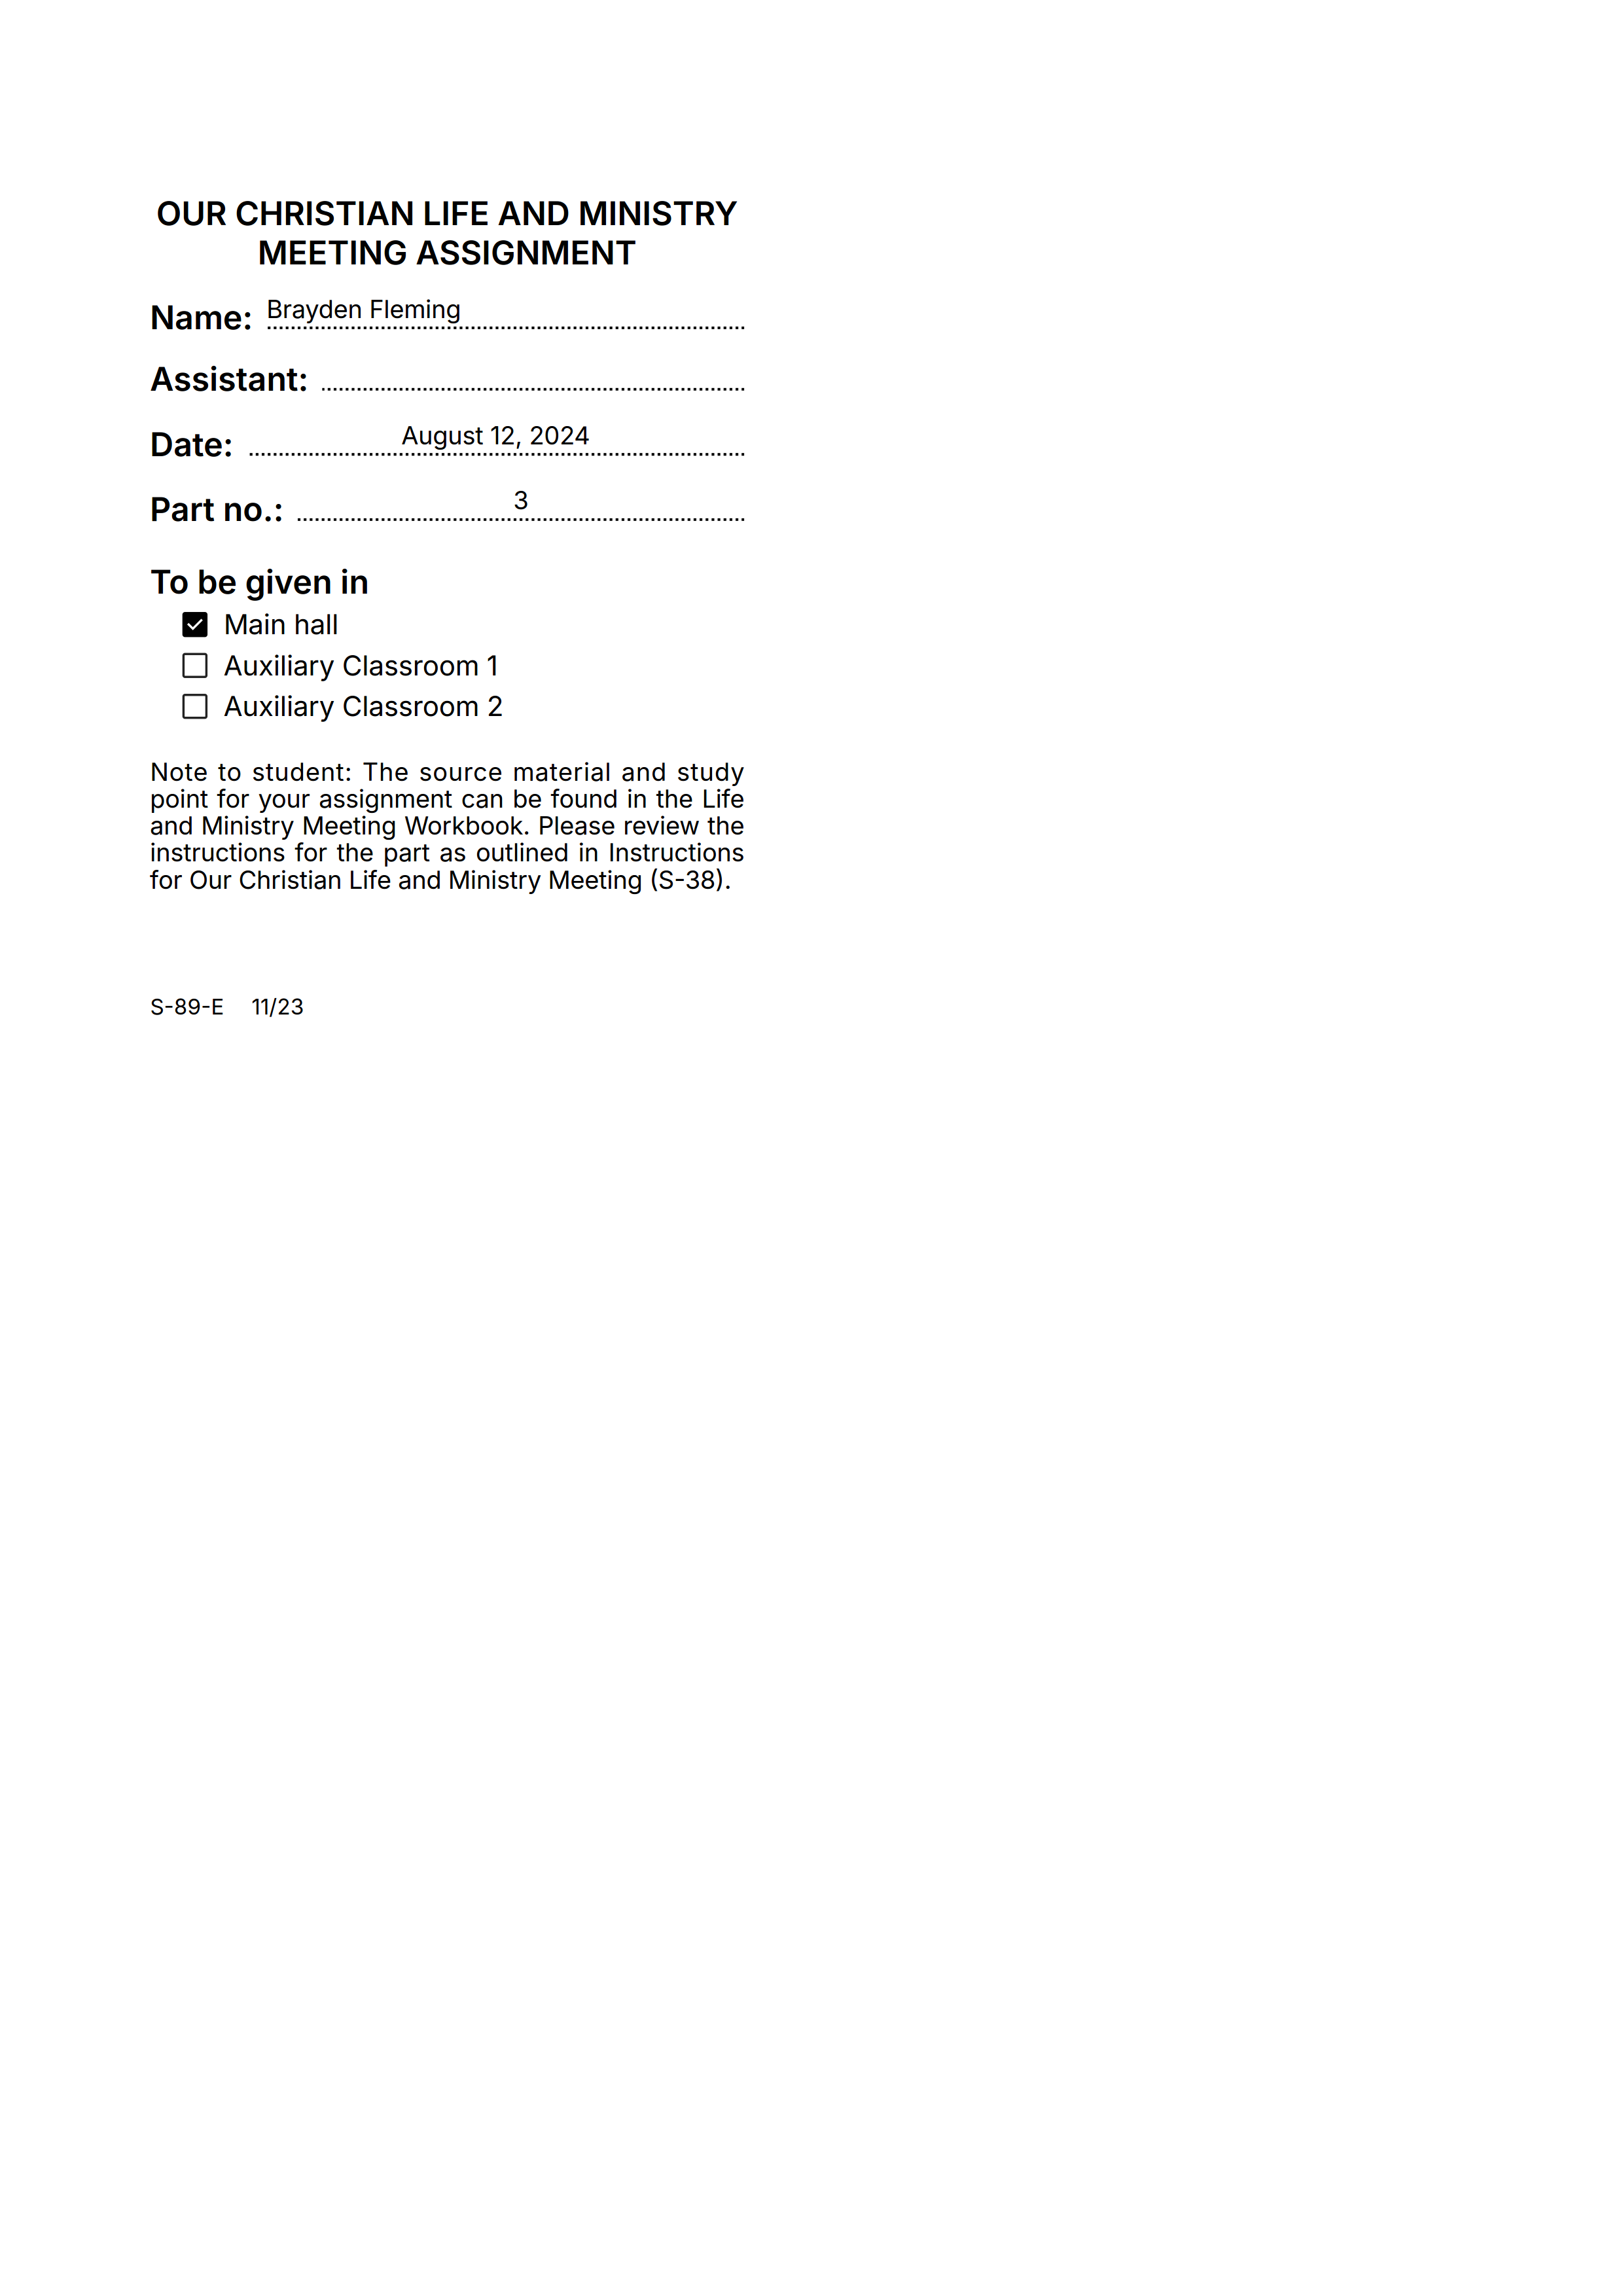 OUR CHRISTIAN LIFE AND MINISTRY
MEETING ASSIGNMENT
Name: Brayden Fleming
Assistant:
Date: August 12, 2024
Part no.: 3
To be given in
Main hall
Auxiliary Classroom 1
Auxiliary Classroom 2
Note to student: The source material and study
point for your assignment can be found in the Life
and Ministry Meeting Workbook. Please review the
instructions for the part as outlined in Instructions
for Our Christian Life and Ministry Meeting (S-38).
S-89-E 11/23